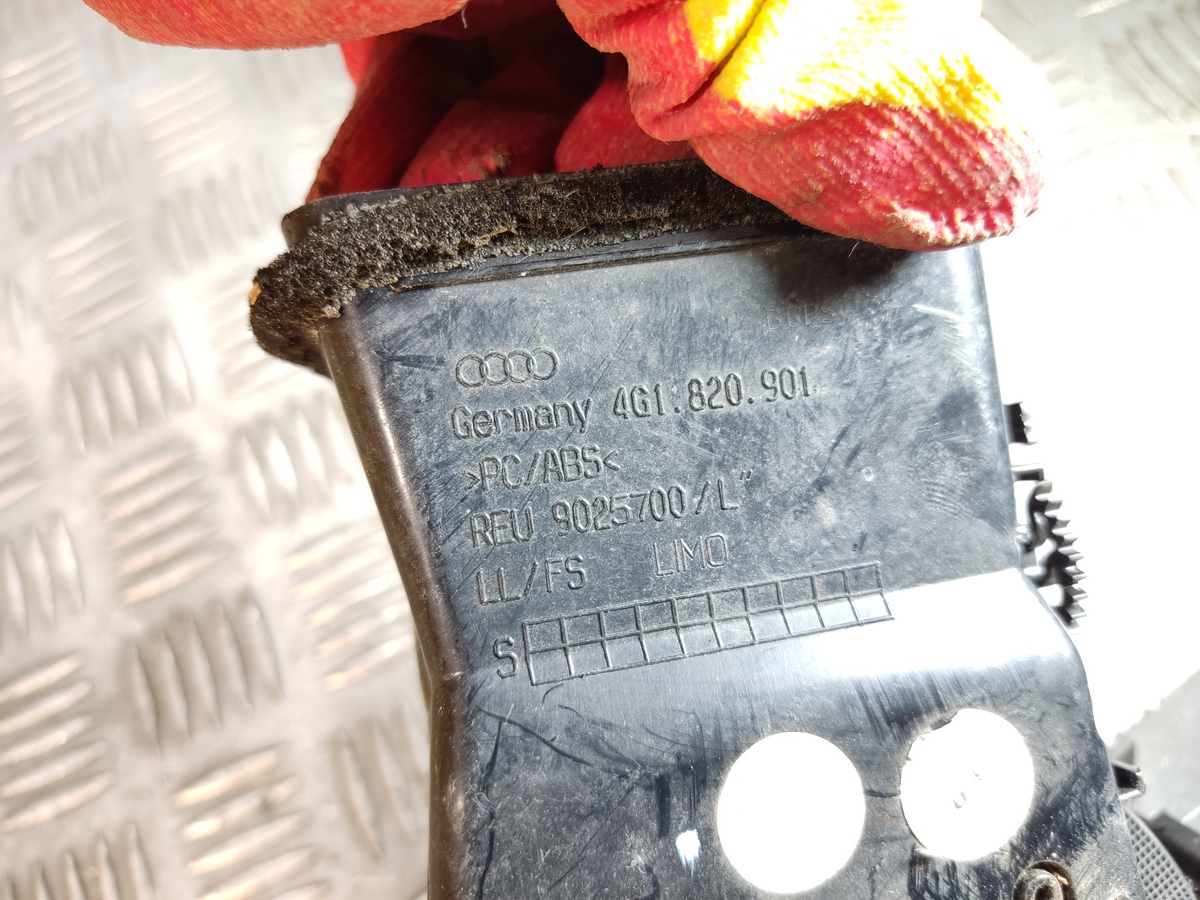 Germany 4G1.820.901
>PC/ABS<
REU 9025700/L"
LL/FS LIMO
S